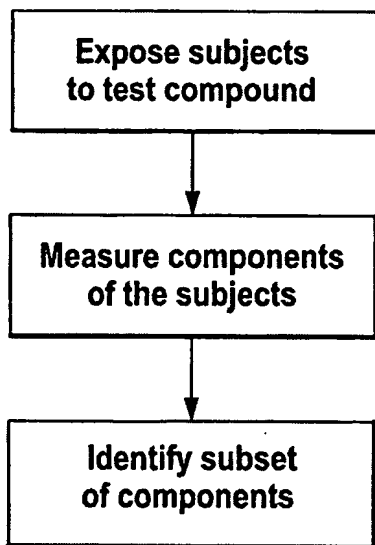 Expose subjects
to test compound
Measure components
of the subjects
Identify subset
of components